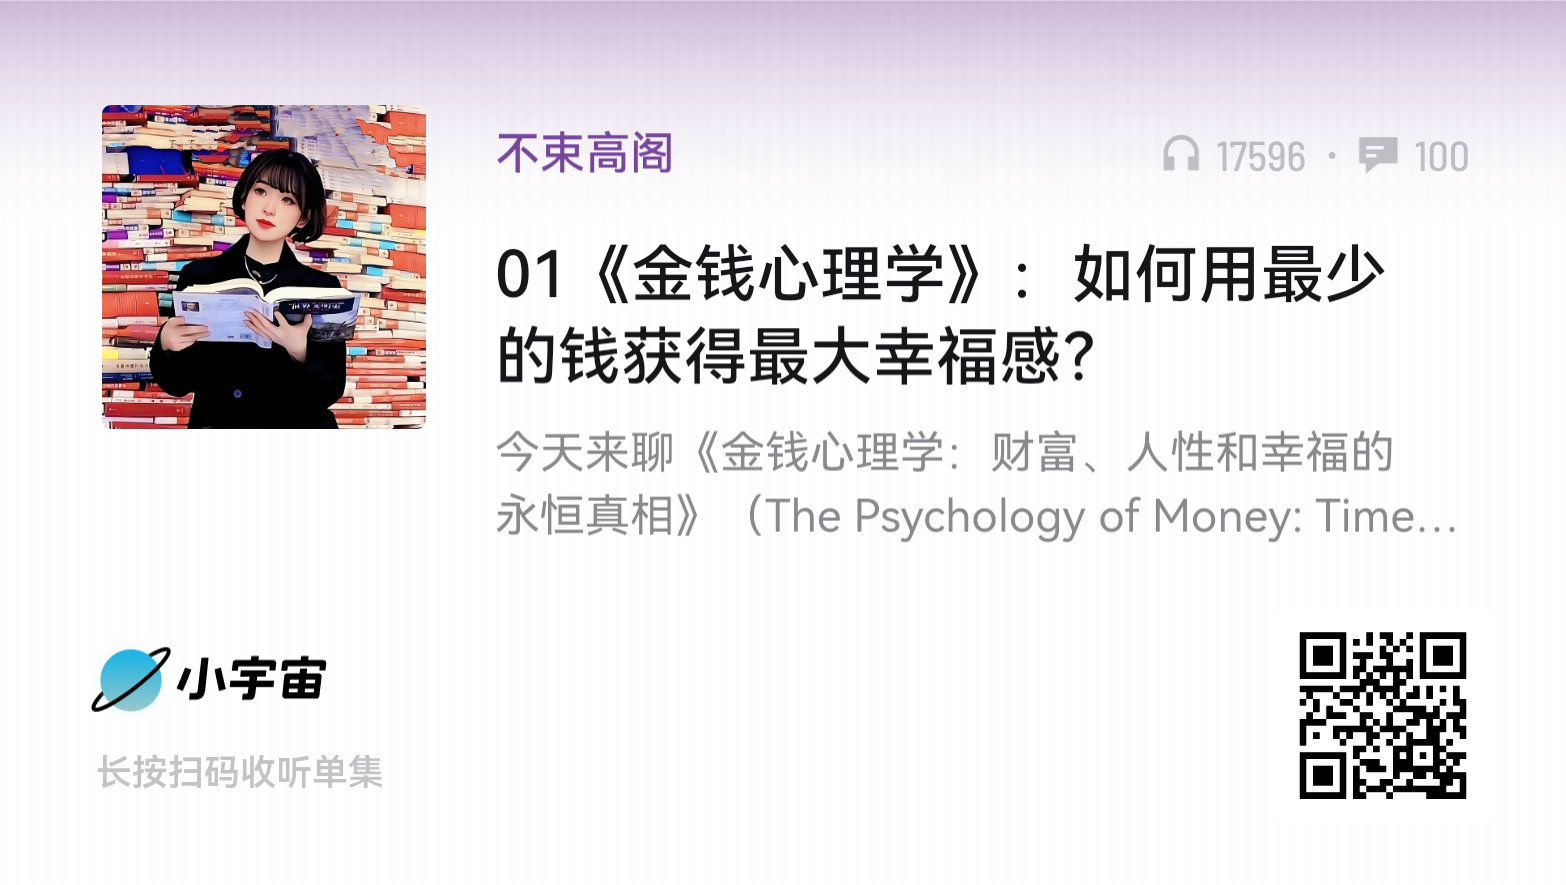 不束高阁
17596 · 100
01《金钱心理学》：如何用最少
的钱获得最大幸福感？
今天来聊《金钱心理学：财富、人性和幸福的
永恒真相》（The Psychology of Money: Time…
小宇宙
长按扫码收听单集